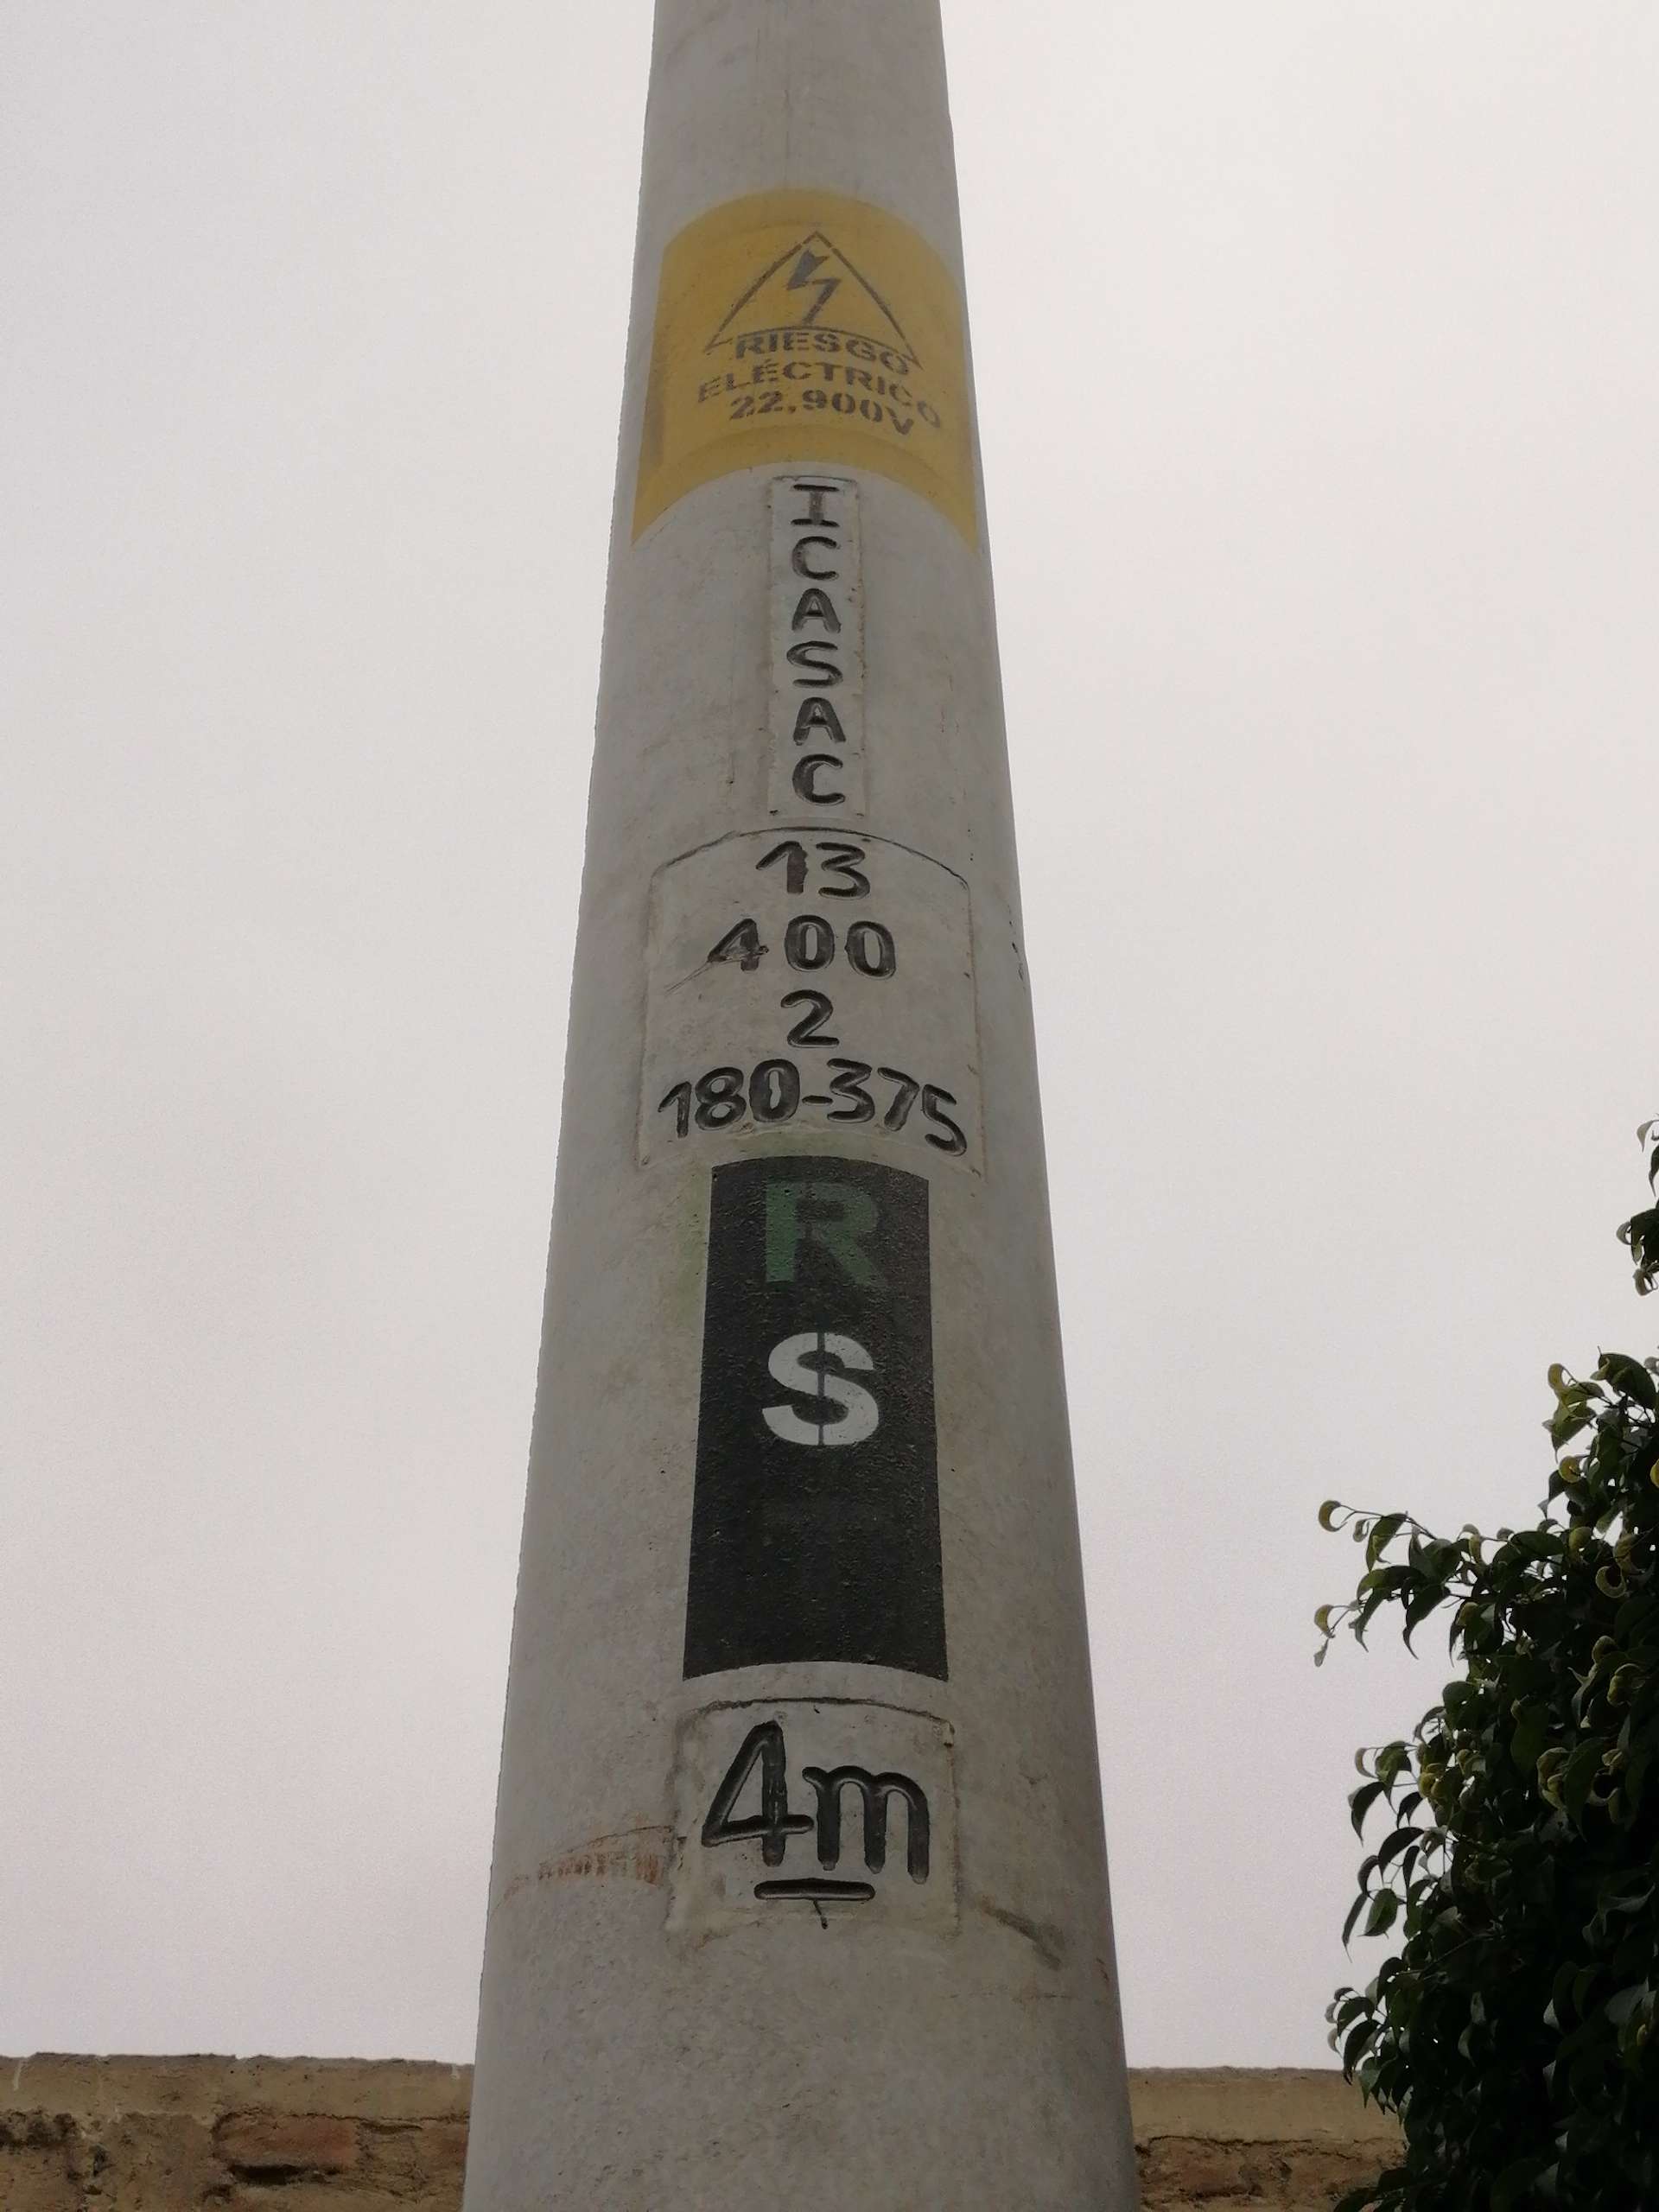 RIESGO
ELÉCTRICO
22,900V
ICASAC
13
400
2
180-375
R
S
4m